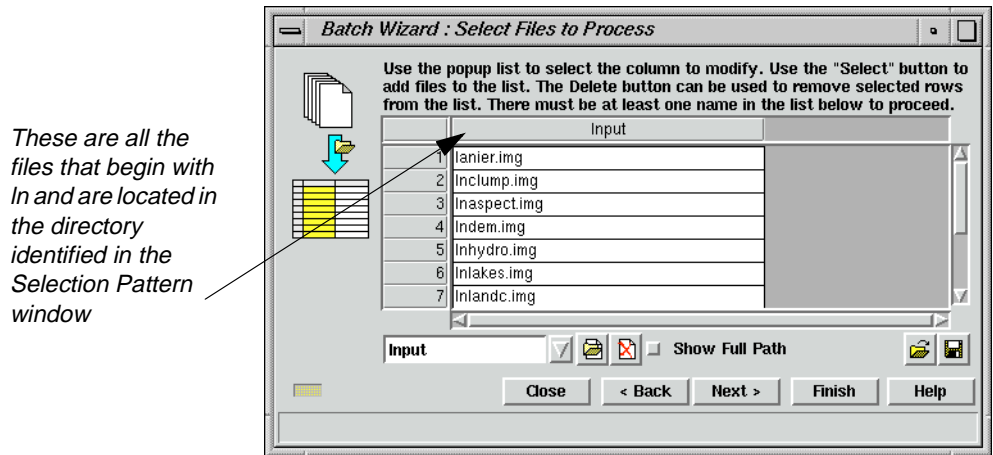 Batch Wizard : Select Files to Process
Use the popup list to select the column to modify. Use the "Select" button to
add files to the list. The Delete button can be used to remove selected rows
from the list. There must be at least one name in the list below to proceed.
These are all the
files that begin with
ln and are located in
the directory
identified in the
Selection Pattern
window
Input
1 lanier.img
2 lnclump.img
3 lnaspect.img
4 lndem.img
5 lnhydro.img
6 lnlakes.img
7 lnlandc.img
Input
Show Full Path
Close
< Back
Next >
Finish
Help